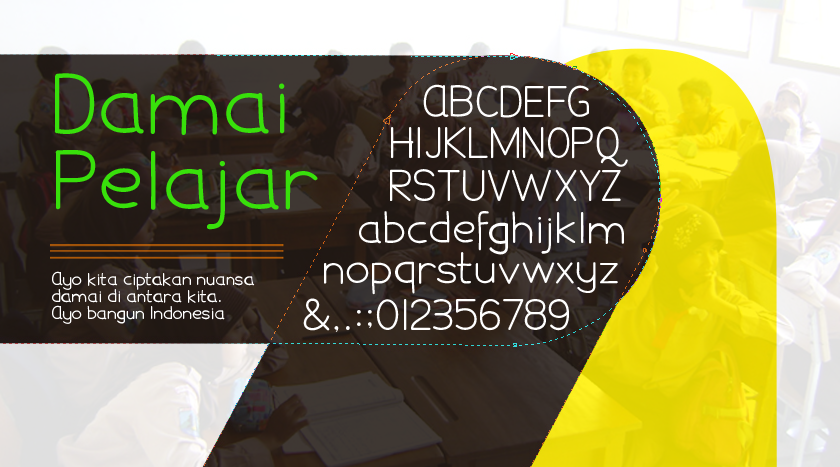 Damai
Pelajar
Ayo kita ciptakan nuansa
damai di antara kita.
Ayo bangun Indonesia
ABCDEFG
HIJKLMNOPQ
RSTUVWXYZ
abcdefghijklm
nopqrstuvwxyz
&,.:;012356789